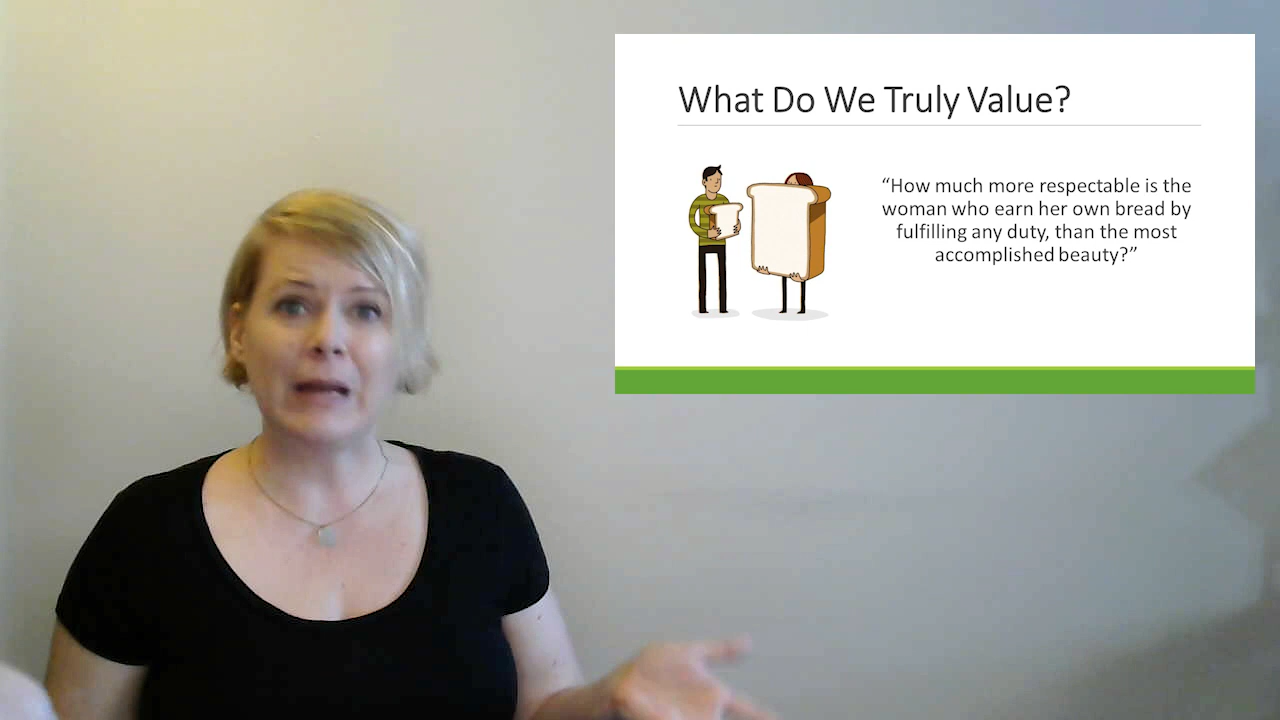 What Do We Truly Value?
“How much more respectable is the
woman who earn her own bread by
fulfilling any duty, than the most
accomplished beauty?”